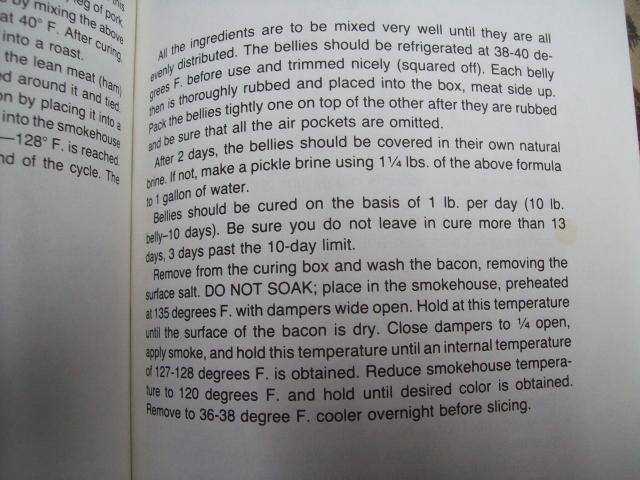 leg of pork
by mixing the above
at 40° F. After curing,
into a roast.
the lean meat (ham)
around it and tied.
on by placing it into a
into the smokehouse
—128° F. is reached.
nd of the cycle. The
All the ingredients are to be mixed very well until they are all
evenly distributed. The bellies should be refrigerated at 38-40 de-
grees F. before use and trimmed nicely (squared off). Each belly
then is thoroughly rubbed and placed into the box, meat side up.
Pack the bellies tightly one on top of the other after they are rubbed
and be sure that all the air pockets are omitted.
After 2 days, the bellies should be covered in their own natural
brine. If not, make a pickle brine using 1¼ lbs. of the above formula
to 1 gallon of water.
Bellies should be cured on the basis of 1 lb. per day (10 lb.
belly–10 days). Be sure you do not leave in cure more than 13
days, 3 days past the 10-day limit.
Remove from the curing box and wash the bacon, removing the
surface salt. DO NOT SOAK; place in the smokehouse, preheated
at 135 degrees F. with dampers wide open. Hold at this temperature
until the surface of the bacon is dry. Close dampers to ¼ open,
apply smoke, and hold this temperature until an internal temperature
of 127-128 degrees F. is obtained. Reduce smokehouse tempera-
ture to 120 degrees F. and hold until desired color is obtained.
Remove to 36-38 degree F. cooler overnight before slicing.